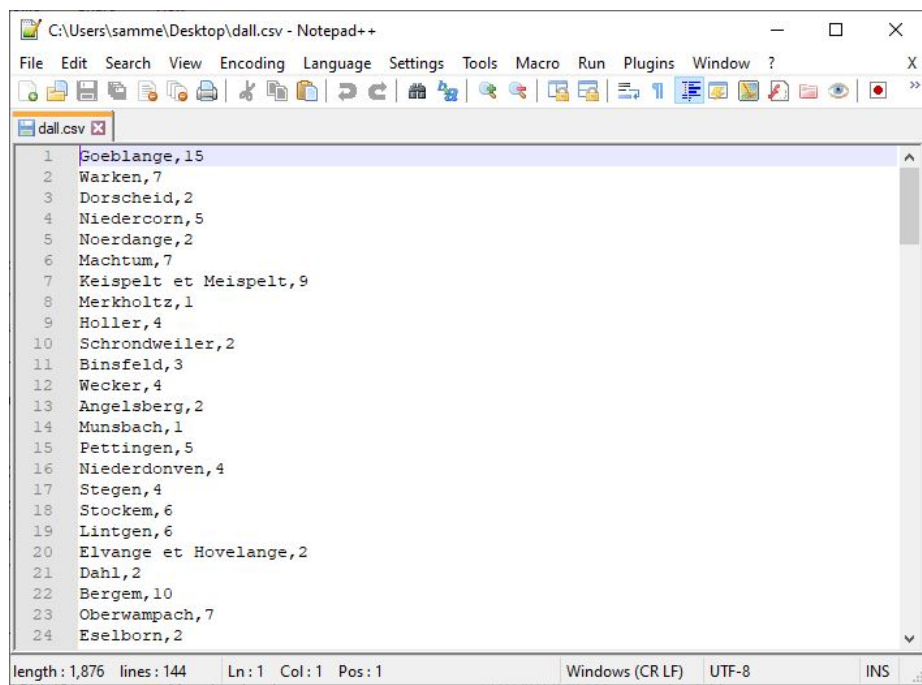 C:\Users\samme\Desktop\dall.csv - Notepad++
File Edit Search View Encoding Language Settings Tools Macro Run Plugins Window ? X
dall.csv
1 Goeblange,15
2 Warken,7
3 Dorscheid,2
4 Niedercorn,5
5 Noerdange,2
6 Machtum,7
7 Keispelt et Meispelt,9
8 Merkholtz,1
9 Holler,4
10 Schrondweiler,2
11 Binsfeld,3
12 Wecker,4
13 Angelsberg,2
14 Munsbach,1
15 Pettingen,5
16 Niederdonven,4
17 Stegen,4
18 Stockem,6
19 Lintgen,6
20 Elvange et Hovelange,2
21 Dahl,2
22 Bergem,10
23 Oberwampach,7
24 Eselborn,2
length : 1,876 lines : 144 Ln : 1 Col : 1 Pos : 1 Windows (CR LF) UTF-8 INS